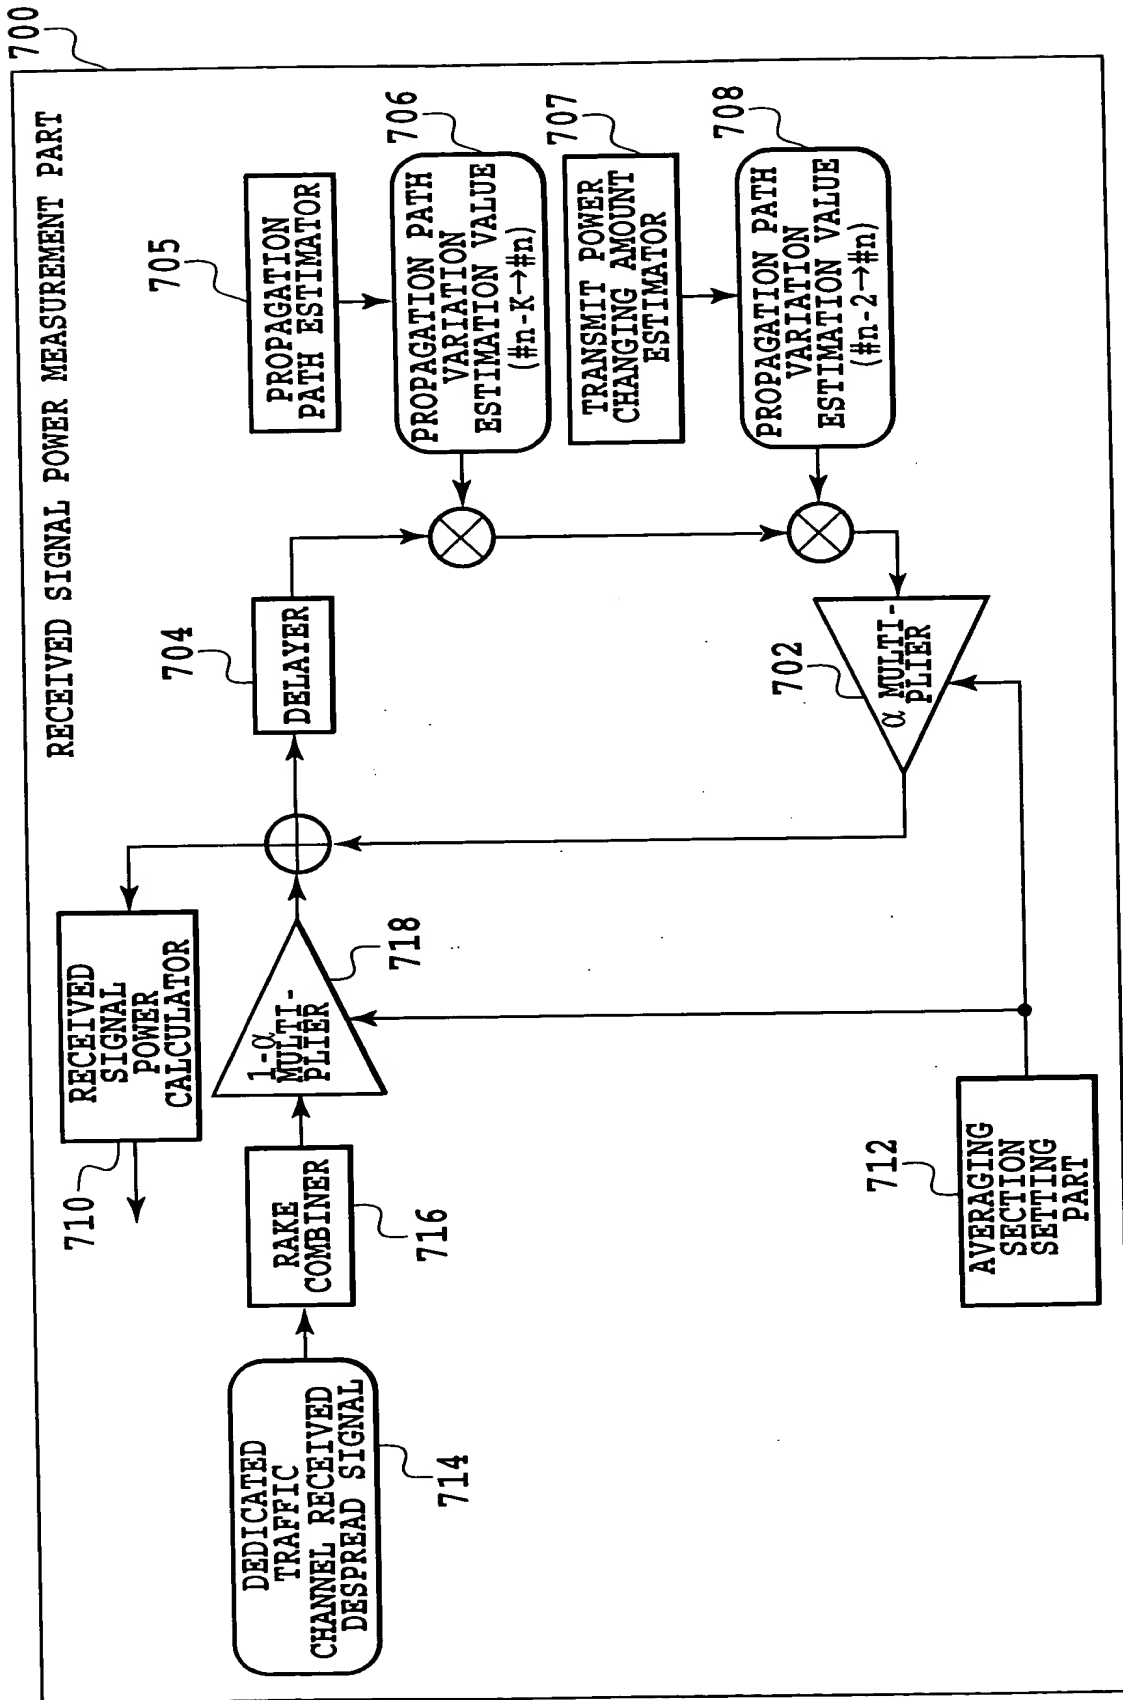 700
RECEIVED SIGNAL POWER MEASUREMENT PART
710
RECEIVED
SIGNAL
POWER
CALCULATOR
DEDICATED
TRAFFIC
CHANNEL RECEIVED
DESPREAD SIGNAL
714
RAKE
COMBINER
716
1-α
MULTI-
PLIER
718
704
DELAYER
705
PROPAGATION
PATH ESTIMATOR
706
PROPAGATION PATH
VARIATION
ESTIMATION VALUE
(#n-K→#n)
707
TRANSMIT POWER
CHANGING AMOUNT
ESTIMATOR
708
PROPAGATION PATH
VARIATION
ESTIMATION VALUE
(#n-2→#n)
702
α MULTI-
PLIER
712
AVERAGING
SECTION
SETTING
PART